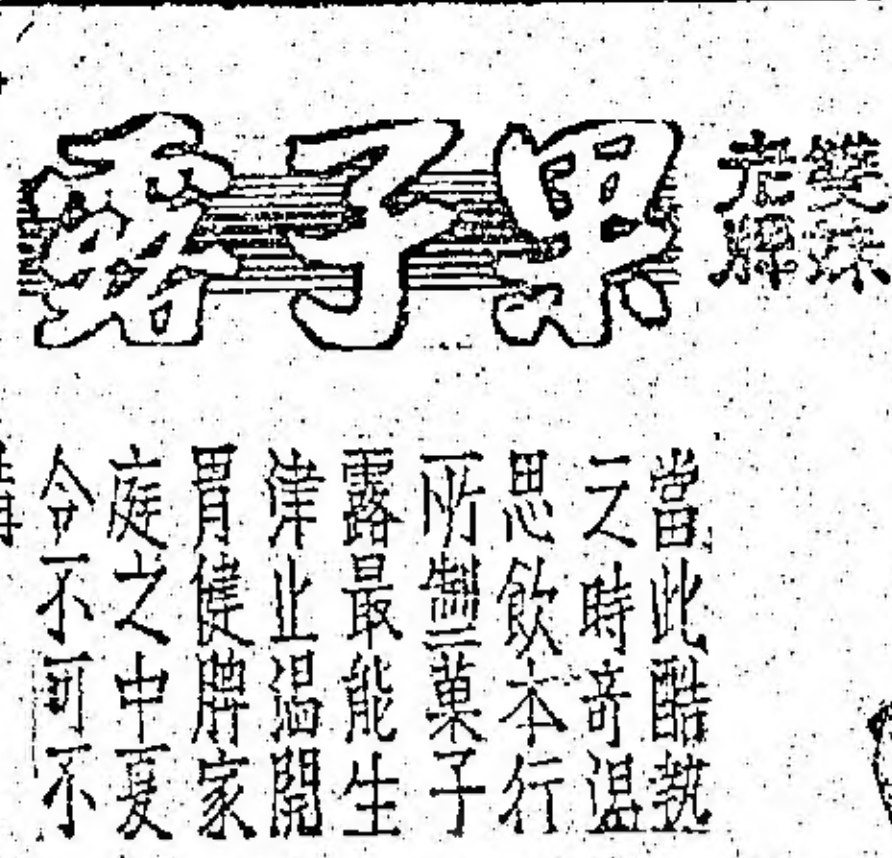 果子露
當此酷熱
之時奇渴
思飲本行
所製菓子
露最能生
津止渴開
胃健脾家
庭之中夏
令不可不